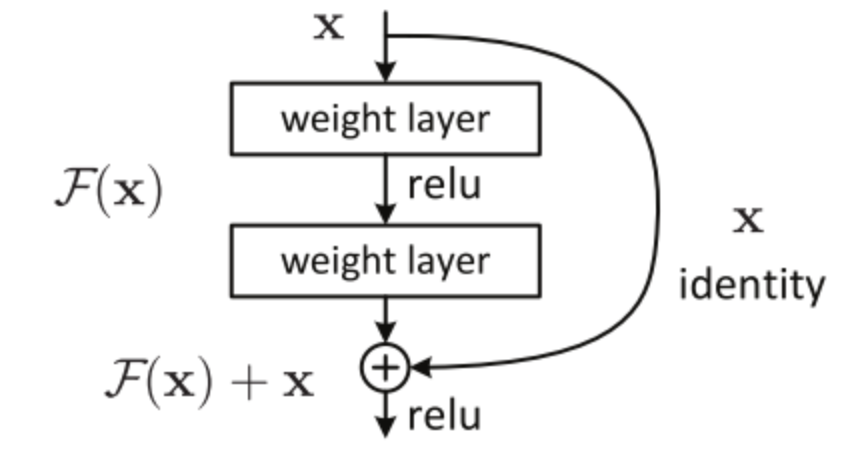 x
weight layer
relu
F(x)
weight layer
x
identity
F(x) + x
+
relu